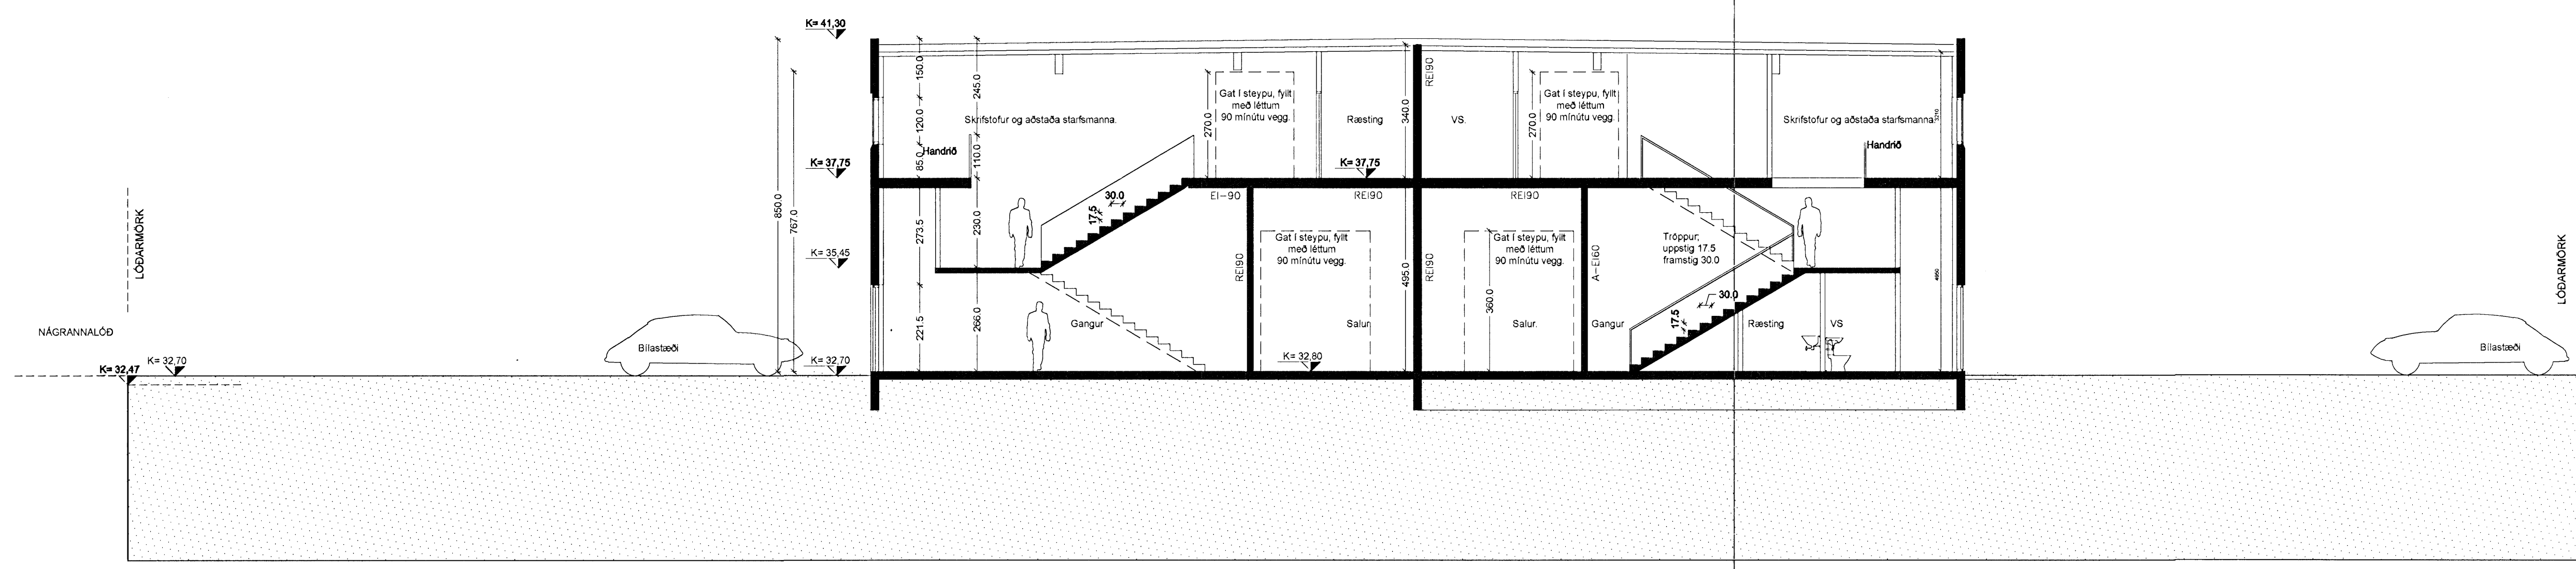 K= 41,30
850.0
767.0
150.0
120.0
85.0
245.0
110.0
Skrifstofur og aðstaða starfsmanna.
Handrið
K= 37,75
270.0
Gat í steypu, fyllt
með léttum
90 mínútu vegg.
Ræsting
K= 37,75
340.0
REI90
VS.
270.0
Gat í steypu, fyllt
með léttum
90 mínútu vegg.
Skrifstofur og aðstaða starfsmanna.
3210
Handrið
LÓÐARMÖRK
NÁGRANNALÓÐ
K= 32,47
K= 32,70
Bílastæði
K= 35,45
K= 32,70
273.5
221.5
230.0
266.0
17.5
30.0
Gangur
EI-90
REI90
REI90
Gat í steypu, fyllt
með léttum
90 mínútu vegg.
Salur
K= 32,80
495.0
REI90
REI90
360.0
Gat í steypu, fyllt
með léttum
90 mínútu vegg.
Salur.
A-EI60
Gangur
Tröppur;
uppstig 17.5
framstig 30.0
17.5
30.0
Ræsting
VS
4950
Bílastæði
LÓÐARMÖRK